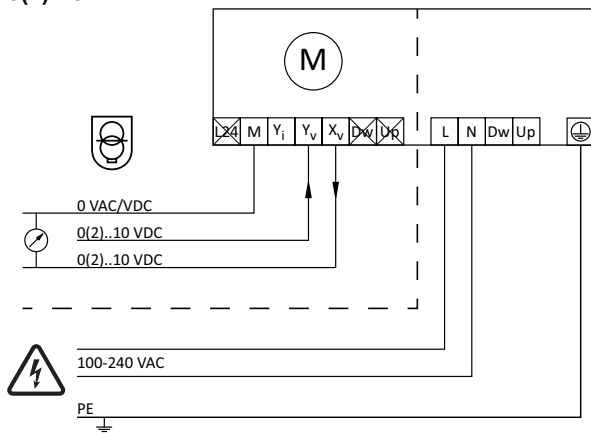 M
L24 M Yi Yv Xv Dw Up L N Dw Up
0 VAC/VDC
0(2)..10 VDC
0(2)..10 VDC
100-240 VAC
PE